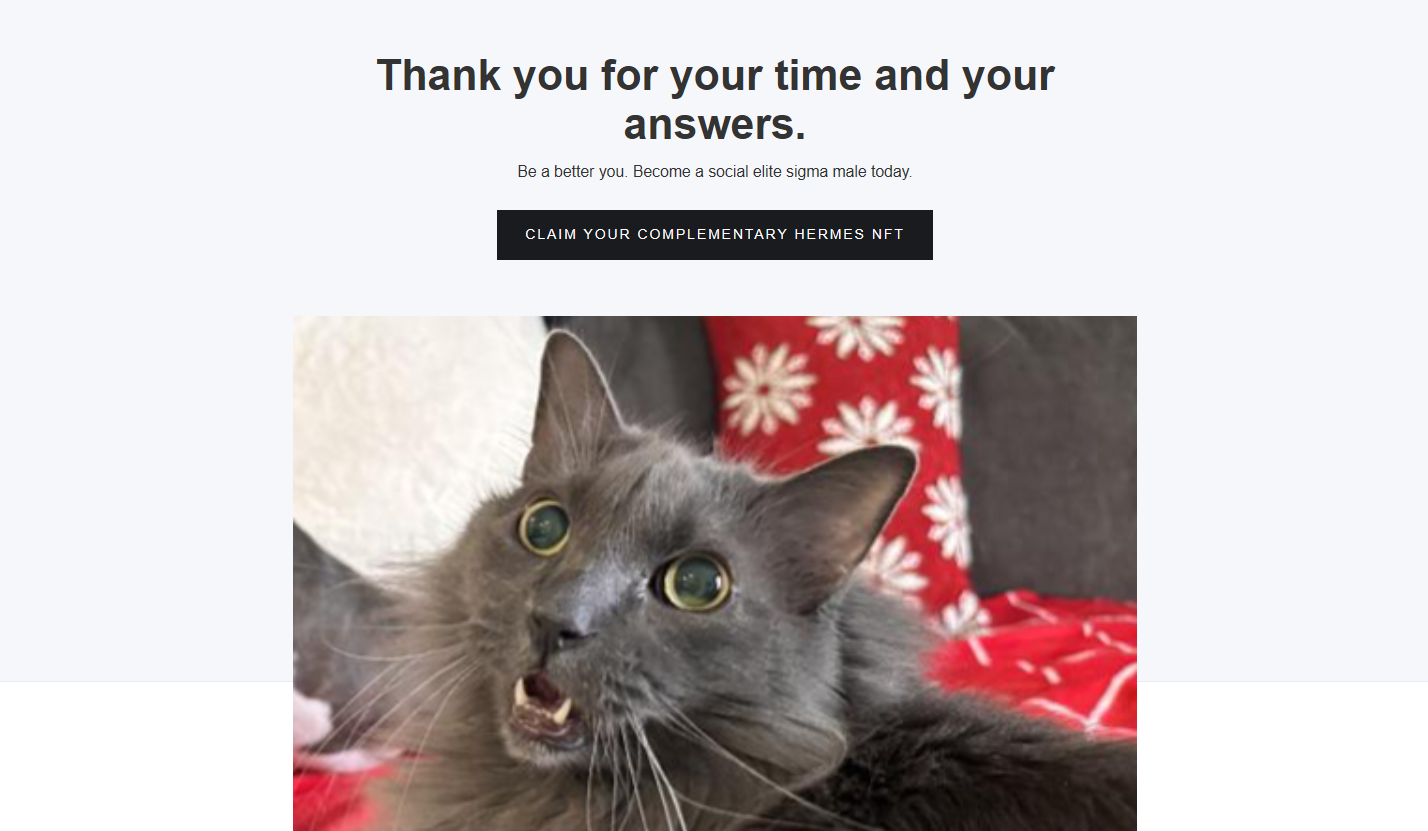 Thank you for your time and your
answers.
Be a better you. Become a social elite sigma male today.
CLAIM YOUR COMPLEMENTARY HERMES NFT